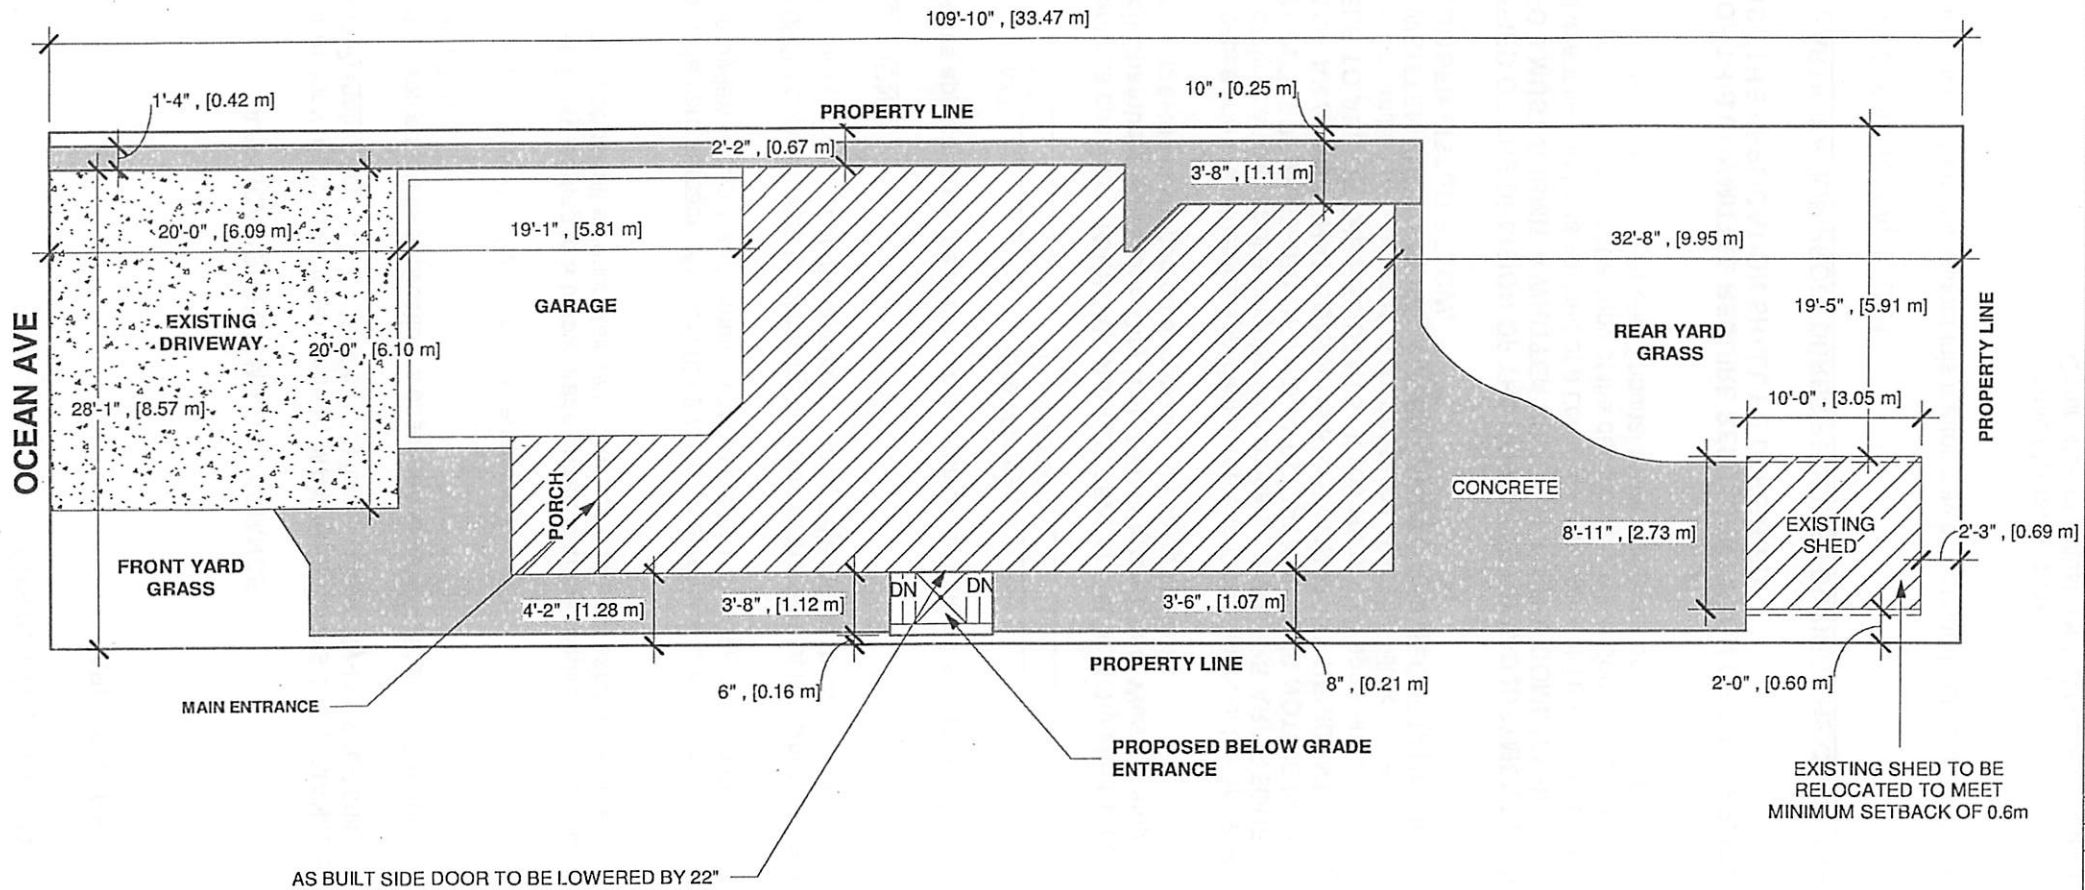 109'-10" , [33.47 m]
1'-4" , [0.42 m]
PROPERTY LINE
10" , [0.25 m]
2'-2" , [0.67 m]
3'-8" , [1.11 m]
20'-0" , [6.09 m]
19'-1" , [5.81 m]
32'-8" , [9.95 m]
GARAGE
19'-5" , [5.91 m]
OCEAN AVE
EXISTING
DRIVEWAY
20'-0" , [6.10 m]
REAR YARD
GRASS
PROPERTY LINE
28'-1" , [8.57 m]
10'-0" , [3.05 m]
PORCH
CONCRETE
EXISTING
SHED
8'-11" , [2.73 m]
2'-3" , [0.69 m]
FRONT YARD
GRASS
DN
DN
4'-2" , [1.28 m]
3'-8" , [1.12 m]
3'-6" , [1.07 m]
PROPERTY LINE
6" , [0.16 m]
8" , [0.21 m]
2'-0" , [0.60 m]
MAIN ENTRANCE
PROPOSED BELOW GRADE
ENTRANCE
EXISTING SHED TO BE
RELOCATED TO MEET
MINIMUM SETBACK OF 0.6m
AS BUILT SIDE DOOR TO BE LOWERED BY 22"